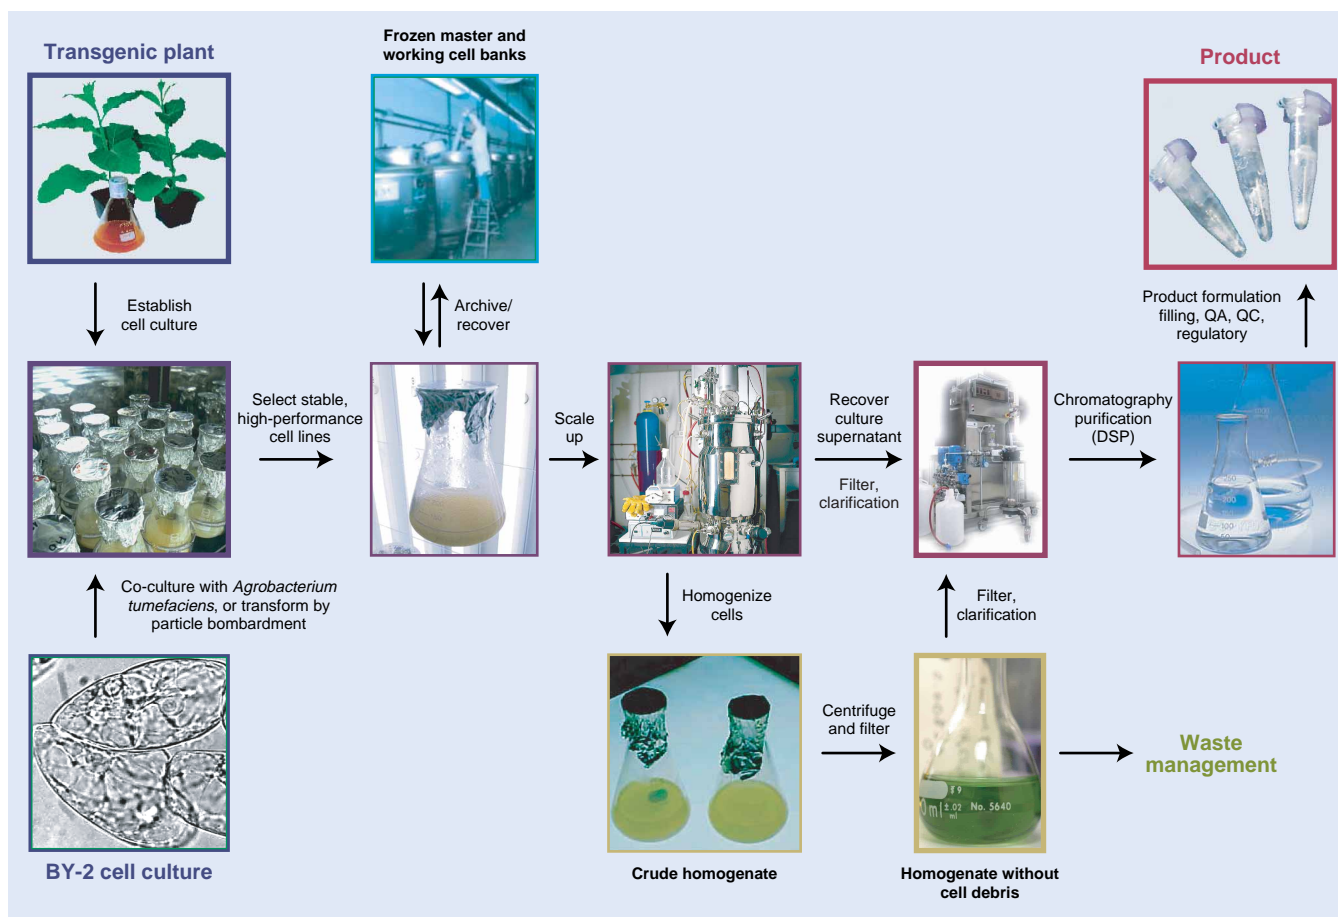 Transgenic plant
Frozen master and
working cell banks
Product
Establish
cell culture
Archive/
recover
Product formulation
filling, QA, QC,
regulatory
Select stable,
high-performance
cell lines
Scale
up
Recover
culture
supernatant
Filter,
clarification
Chromatography
purification
(DSP)
Co-culture with Agrobacterium
tumefaciens, or transform by
particle bombardment
Homogenize
cells
Filter,
clarification
Centrifuge
and filter
Waste
management
±.02
ml
No. 5640
BY-2 cell culture
Crude homogenate
Homogenate without
cell debris